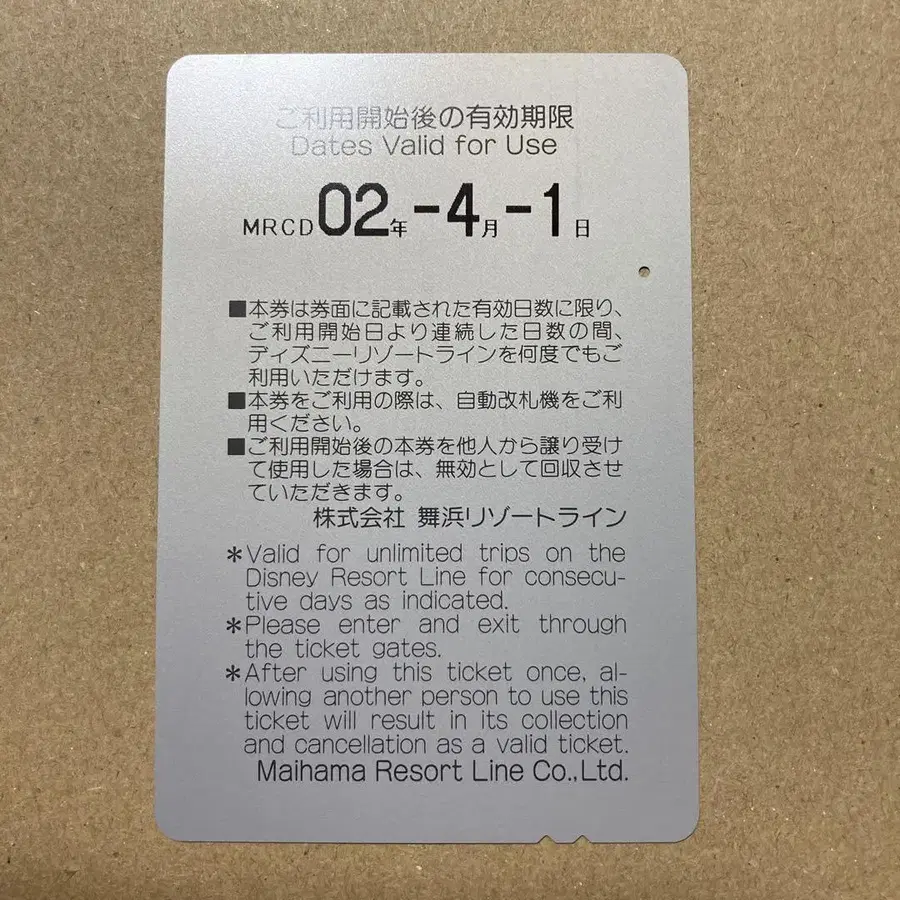 ご利用開始後の有効期限
Dates Valid for Use
MRCD02年-4月-1日
■本券は券面に記載された有効日数に限り、
ご利用開始日より連続した日数の間、
ディズニーリゾートラインを何度でもご
利用いただけます。
■本券をご利用の際は、自動改札機をご利
用ください。
■ご利用開始後の本券を他人から譲り受け
て使用した場合は、無効として回収させ
ていただきます。
株式会社 舞浜リゾートライン
*Valid for unlimited trips on the
Disney Resort Line for consecu-
tive days as indicated.
*Please enter and exit through
the ticket gates.
*After using this ticket once, al-
lowing another person to use this
ticket will result in its collection
and cancellation as a valid ticket.
Maihama Resort Line Co.,Ltd.